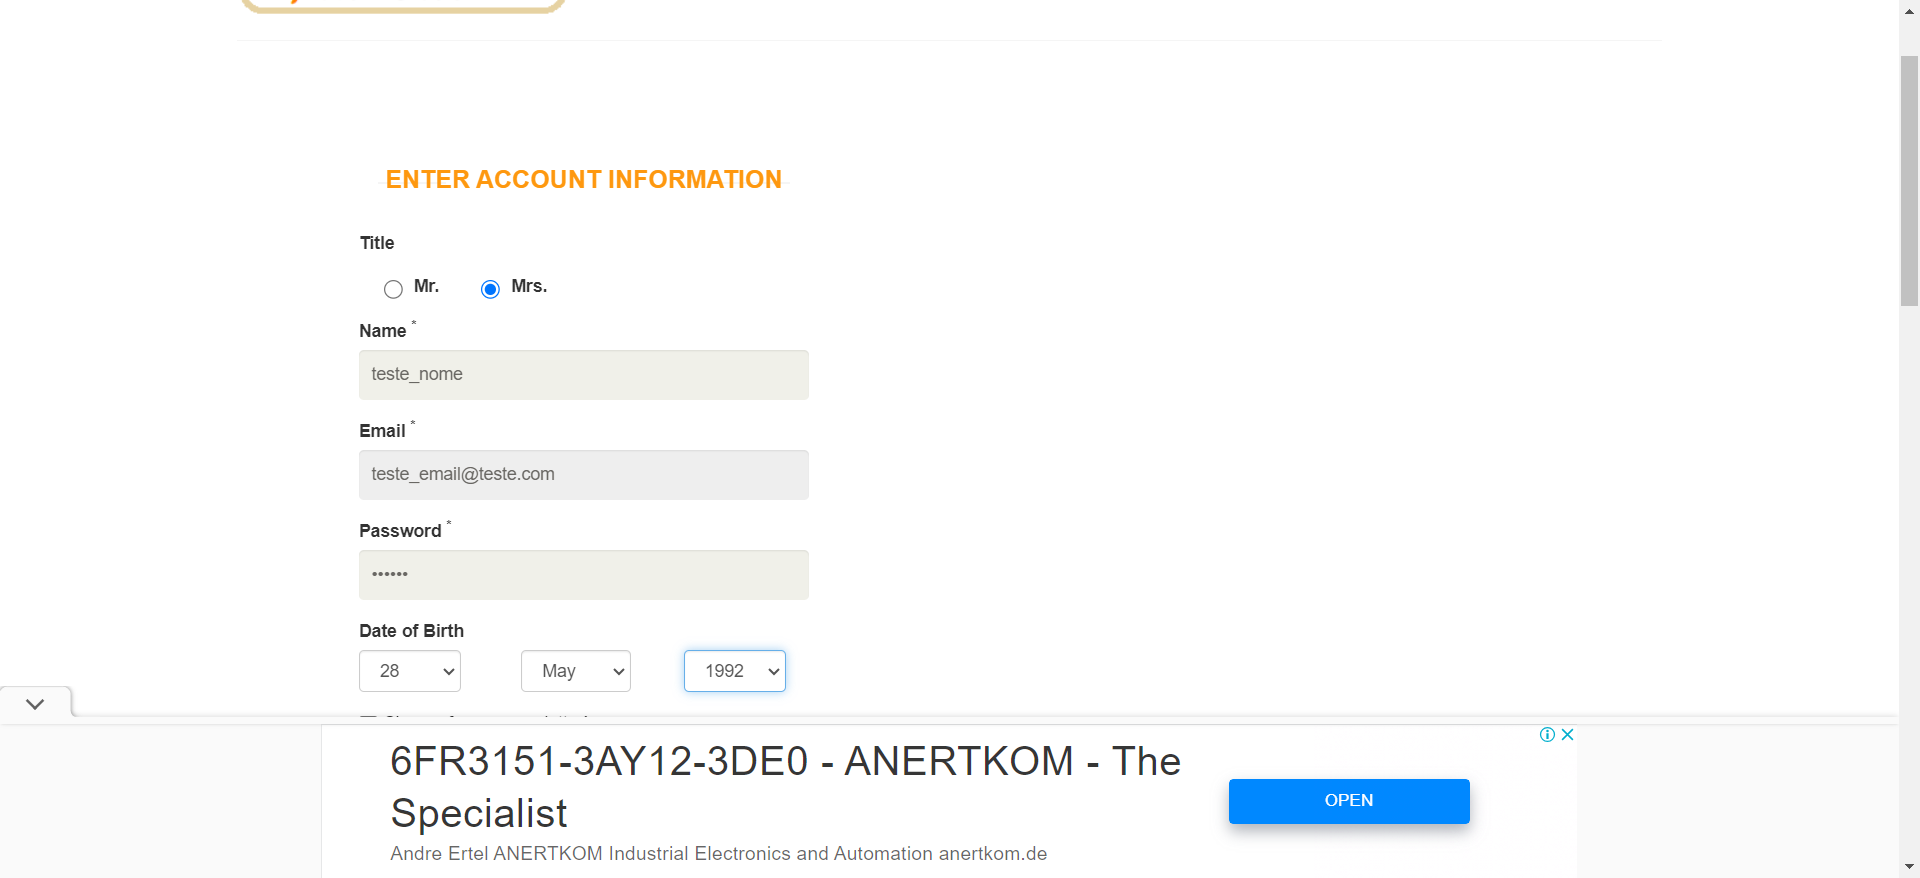 ENTER ACCOUNT INFORMATION
Title
Mr. Mrs.
Name *
teste_nome
Email *
teste_email@teste.com
Password *
••••••
Date of Birth
28 May 1992
6FR3151-3AY12-3DE0 - ANERTKOM - The
Specialist
OPEN
Andre Ertel ANERTKOM Industrial Electronics and Automation anertkom.de